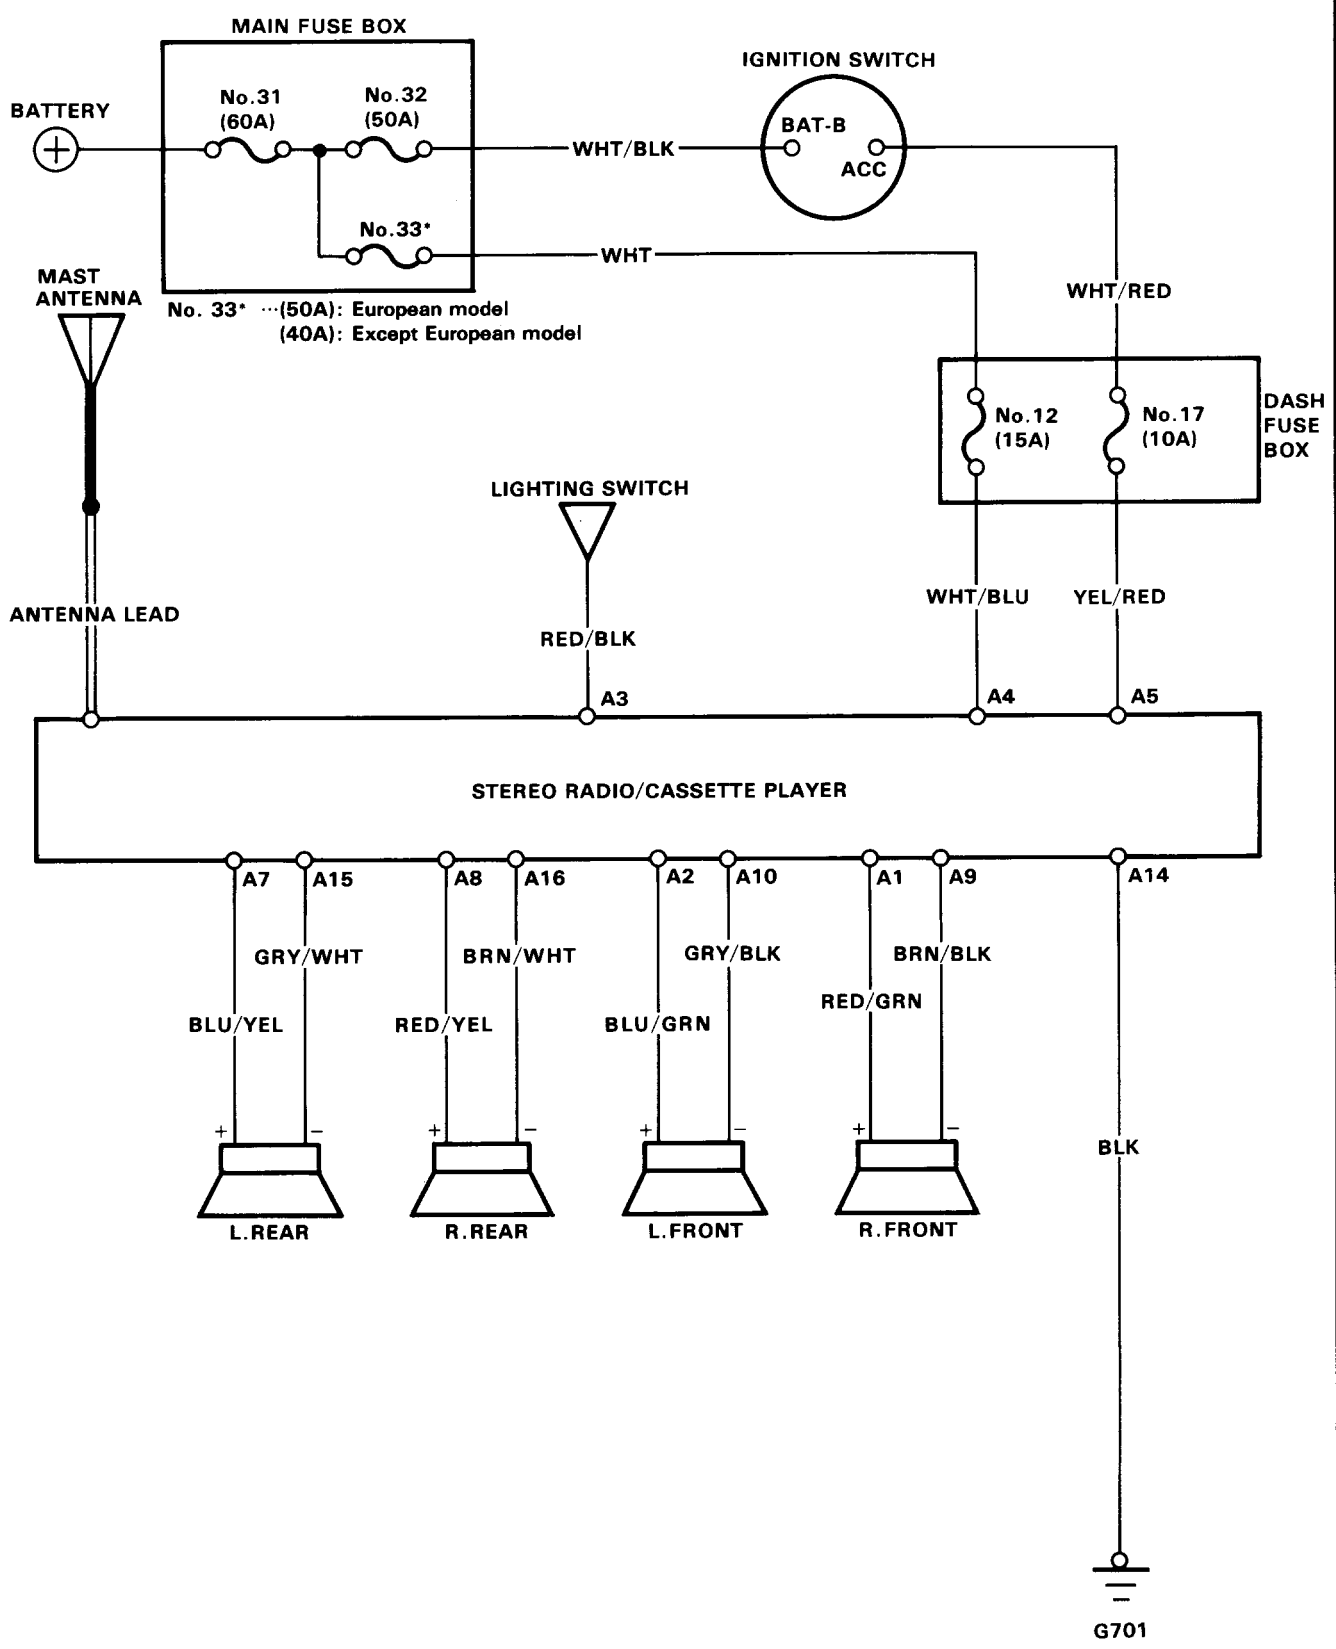 MAIN FUSE BOX
IGNITION SWITCH
BATTERY
+
No.31
(60A)
No.32
(50A)
WHT/BLK
BAT-B
ACC
No.33*
WHT
MAST
ANTENNA
No. 33* ···(50A): European model
(40A): Except European model
WHT/RED
No.12
(15A)
No.17
(10A)
DASH
FUSE
BOX
LIGHTING SWITCH
ANTENNA LEAD
RED/BLK
WHT/BLU
YEL/RED
A3
A4
A5
STEREO RADIO/CASSETTE PLAYER
A7
A15
A8
A16
A2
A10
A1
A9
A14
GRY/WHT
BRN/WHT
GRY/BLK
BRN/BLK
BLU/YEL
RED/YEL
BLU/GRN
RED/GRN
+ −
+ −
+ −
+ −
BLK
L.REAR
R.REAR
L.FRONT
R.FRONT
G701